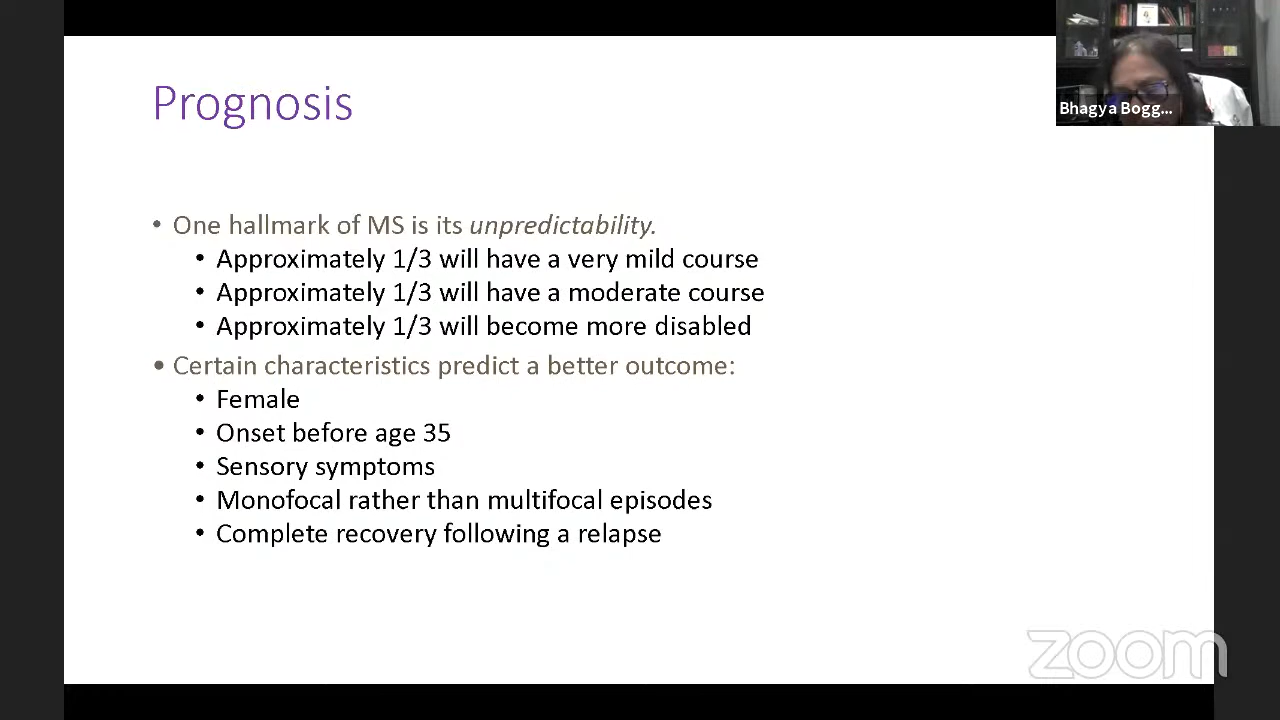 Prognosis
Bhagya Bogg...
• One hallmark of MS is its unpredictability.
• Approximately 1/3 will have a very mild course
• Approximately 1/3 will have a moderate course
• Approximately 1/3 will become more disabled
• Certain characteristics predict a better outcome:
• Female
• Onset before age 35
• Sensory symptoms
• Monofocal rather than multifocal episodes
• Complete recovery following a relapse
zoom